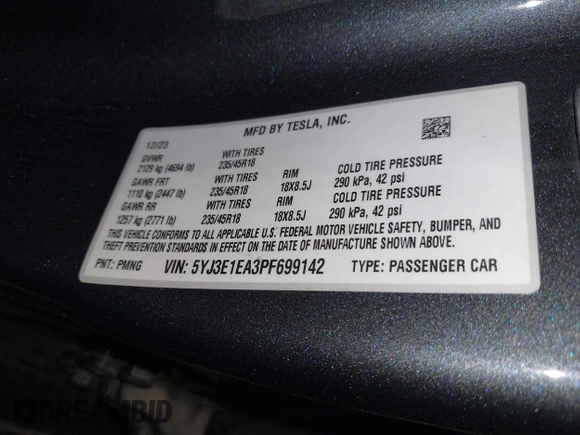 MFD BY TESLA, INC.
12/23
GVWR WITH TIRES
2129 kg (4694 lb) 235/45R18 RIM COLD TIRE PRESSURE
GAWR FRT WITH TIRES 18X8.5J 290 kPa, 42 psi
1110 kg (2447 lb) 235/45R18 RIM COLD TIRE PRESSURE
GAWR RR WITH TIRES 18X8.5J 290 kPa, 42 psi
1257 kg (2771 lb) 235/45R18
THIS VEHICLE CONFORMS TO ALL APPLICABLE U.S. FEDERAL MOTOR VEHICLE SAFETY, BUMPER, AND
THEFT PREVENTION STANDARDS IN EFFECT ON THE DATE OF MANUFACTURE SHOWN ABOVE.
PNT: PMNG VIN: 5YJ3E1EA3PF699142 TYPE: PASSENGER CAR
DREAMBID